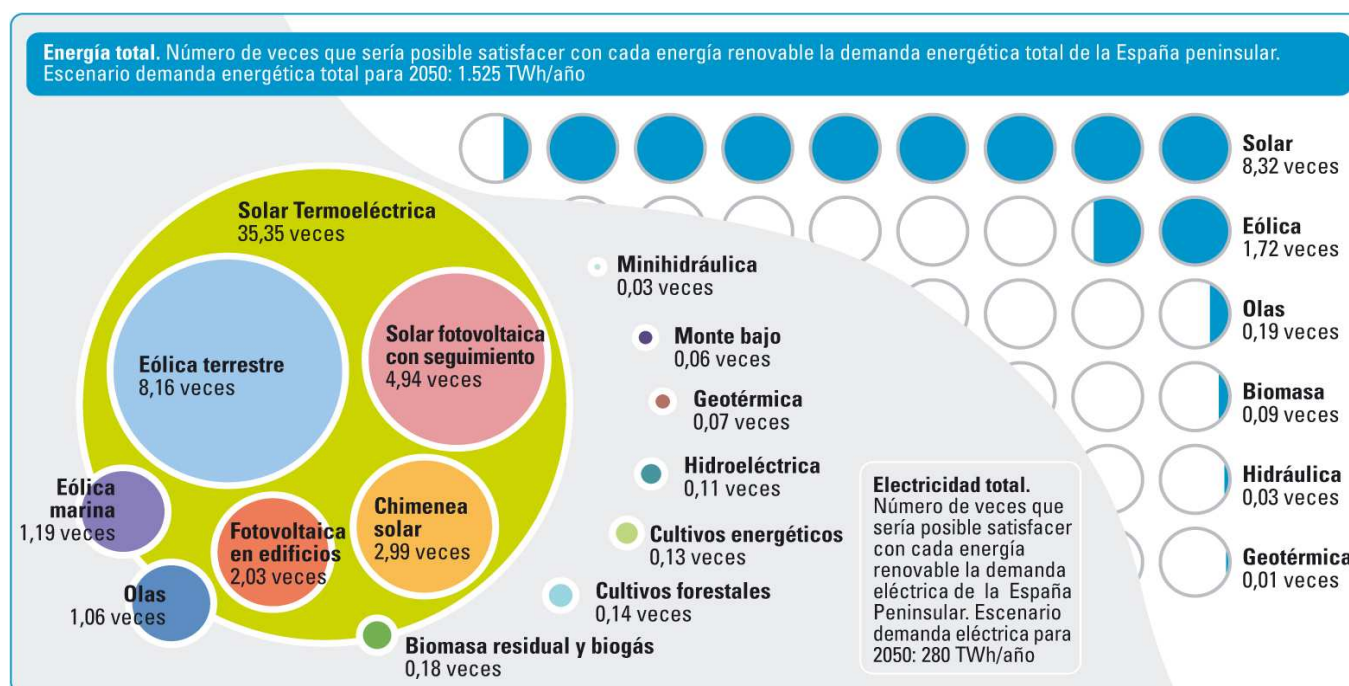 Energía total. Número de veces que sería posible satisfacer con cada energía renovable la demanda energética total de la España peninsular.
Escenario demanda energética total para 2050: 1.525 TWh/año
Solar
8,32 veces
Eólica
1,72 veces
Olas
0,19 veces
Biomasa
0,09 veces
Hidráulica
0,03 veces
Geotérmica
0,01 veces
Solar Termoeléctrica
35,35 veces
Eólica terrestre
8,16 veces
Solar fotovoltaica
con seguimiento
4,94 veces
Eólica
marina
1,19 veces
Fotovoltaica
en edificios
2,03 veces
Chimenea
solar
2,99 veces
Olas
1,06 veces
Minihidráulica
0,03 veces
Monte bajo
0,06 veces
Geotérmica
0,07 veces
Hidroeléctrica
0,11 veces
Cultivos energéticos
0,13 veces
Cultivos forestales
0,14 veces
Biomasa residual y biogás
0,18 veces
Electricidad total.
Número de veces que
sería posible satisfacer
con cada energía
renovable la demanda
eléctrica de la España
Peninsular. Escenario
demanda eléctrica para
2050: 280 TWh/año